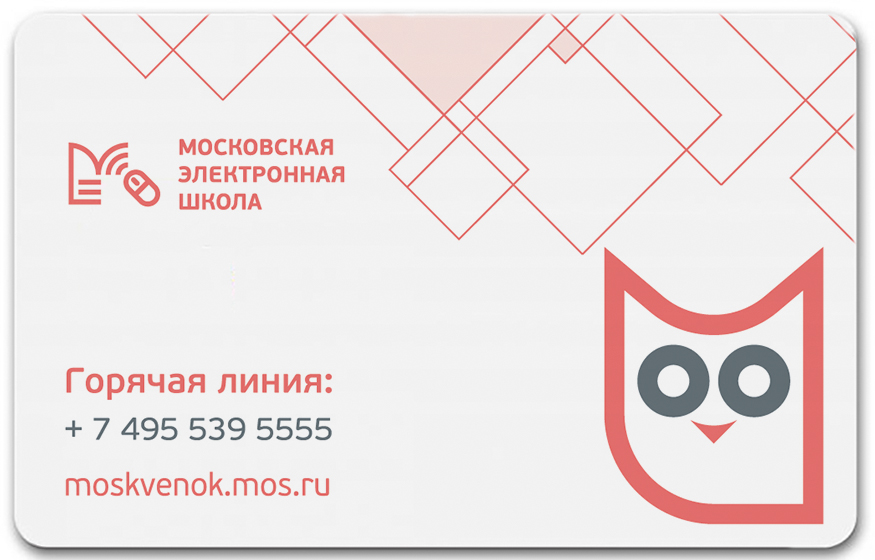 МОСКОВСКАЯ
ЭЛЕКТРОННАЯ
ШКОЛА
Горячая линия:
+ 7 495 539 5555
moskvenok.mos.ru